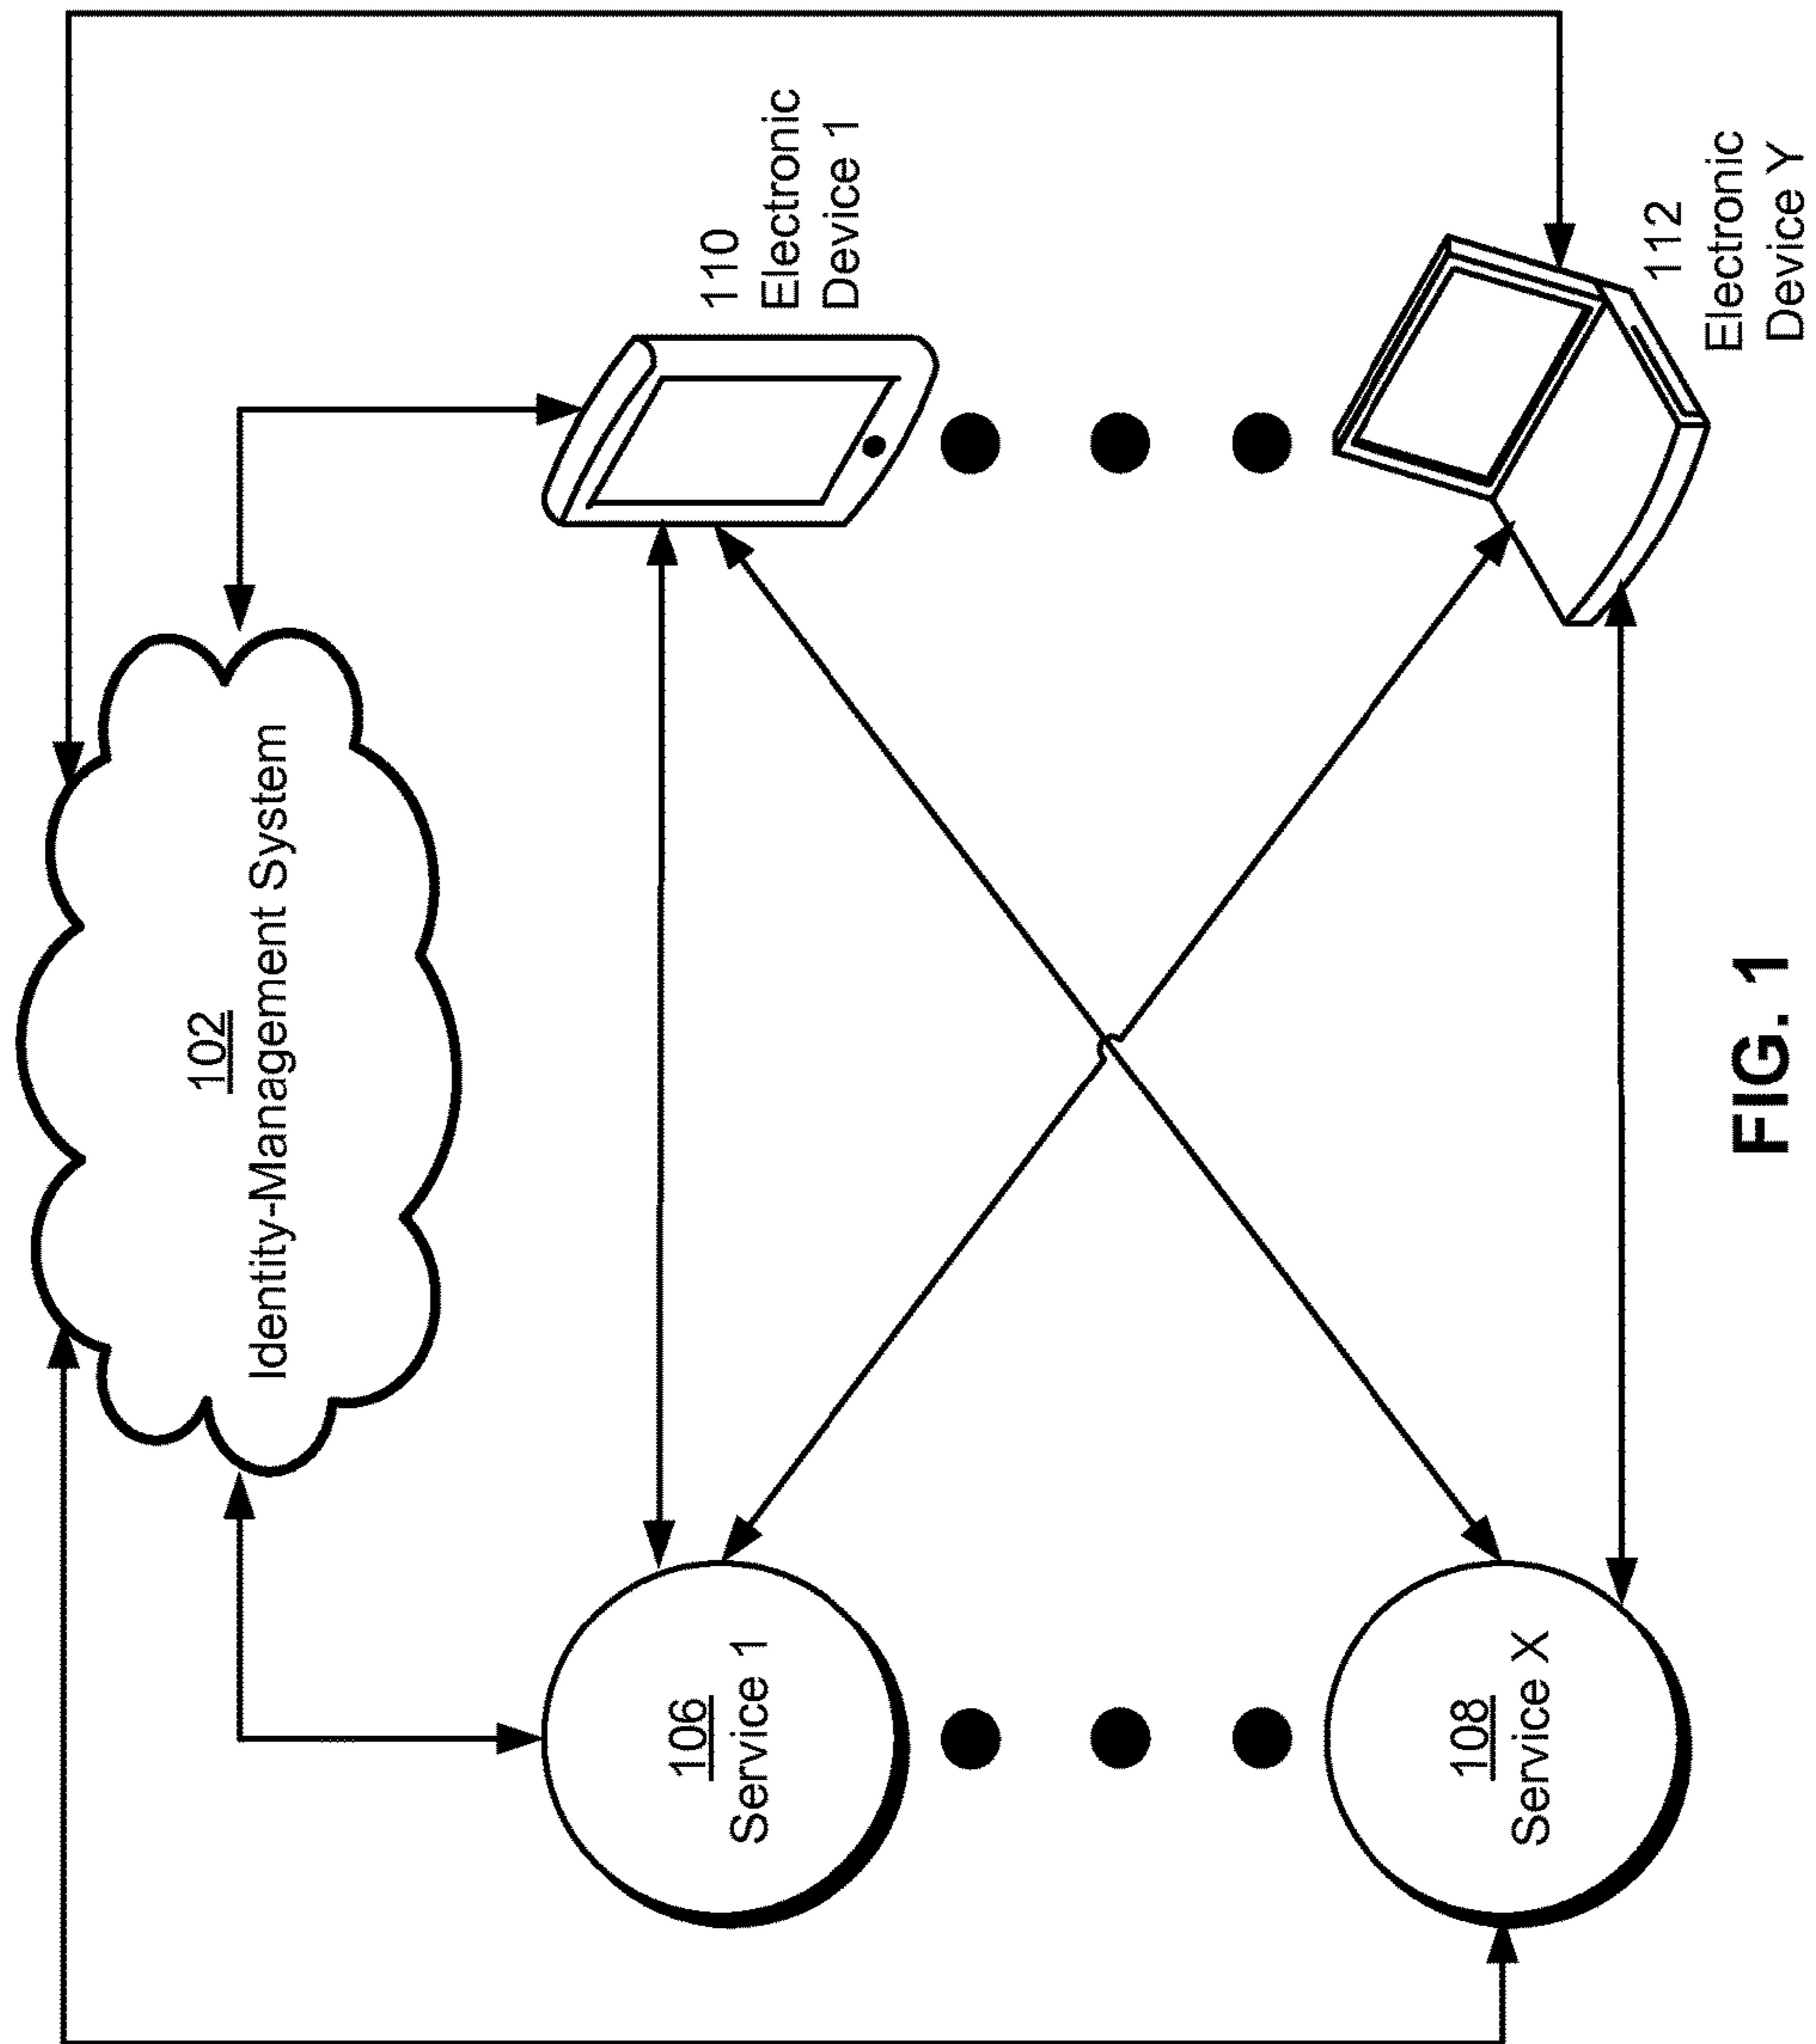 102
Identity-Management System
106
Service 1
110
Electronic
Device 1
108
Service X
112
Electronic
Device Y
FIG. 1